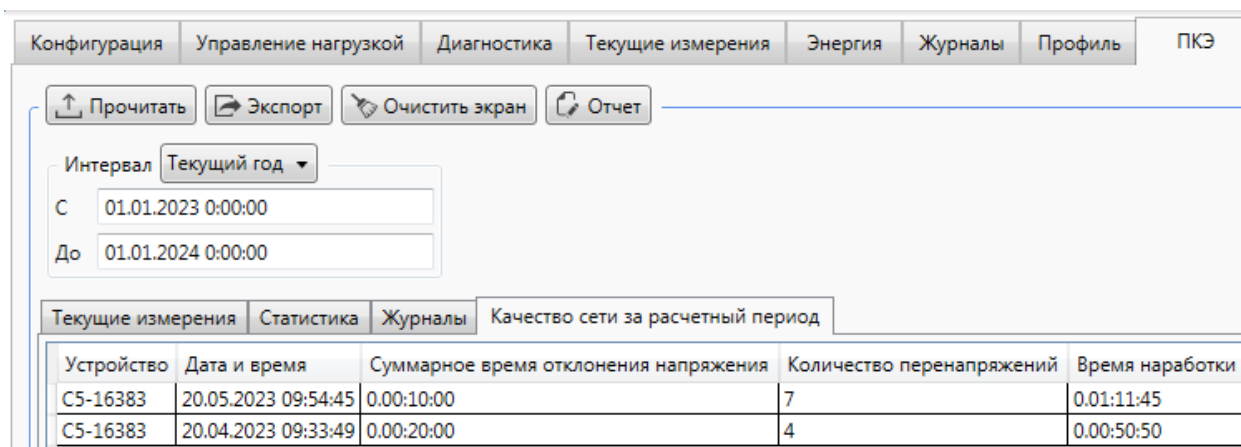 Конфигурация Управление нагрузкой Диагностика Текущие измерения Энергия Журналы Профиль ПКЭ
Прочитать Экспорт Очистить экран Отчет
Интервал Текущий год
С 01.01.2023 0:00:00
До 01.01.2024 0:00:00
Текущие измерения Статистика Журналы Качество сети за расчетный период
Устройство Дата и время Суммарное время отклонения напряжения Количество перенапряжений Время наработки
C5-16383 20.05.2023 09:54:45 0.00:10:00 7 0.01:11:45
C5-16383 20.04.2023 09:33:49 0.00:20:00 4 0.00:50:50